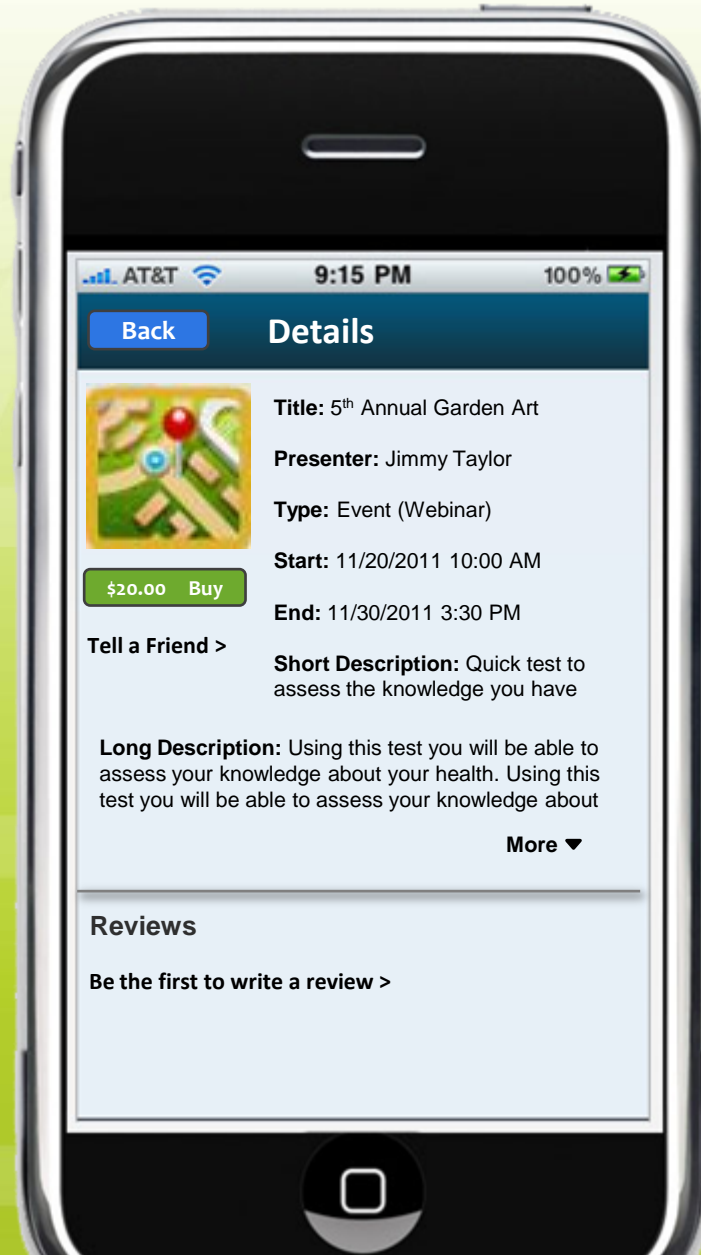 AT&T 9:15 PM 100%
Back Details
Title: 5th Annual Garden Art
Presenter: Jimmy Taylor
Type: Event (Webinar)
Start: 11/20/2011 10:00 AM
$20.00 Buy
End: 11/30/2011 3:30 PM
Tell a Friend >
Short Description: Quick test to
assess the knowledge you have
Long Description: Using this test you will be able to
assess your knowledge about your health. Using this
test you will be able to assess your knowledge about
More ▼
Reviews
Be the first to write a review >